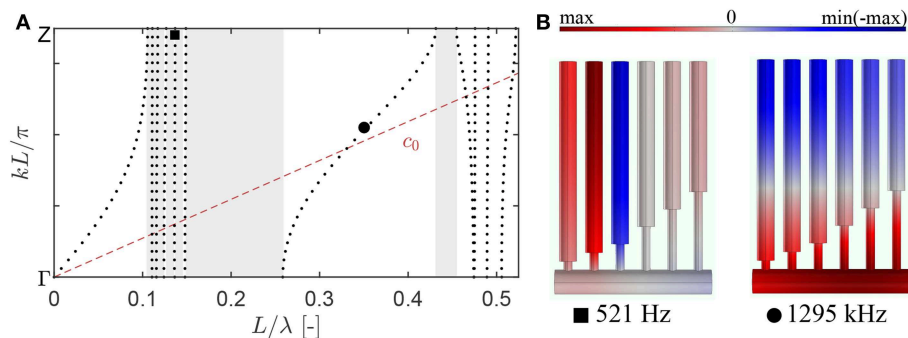 A
Z
kL/π
Γ
c₀
0 0.1 0.2 0.3 0.4 0.5
L/λ [-]
B
max 0 min(-max)
■ 521 Hz
● 1295 kHz